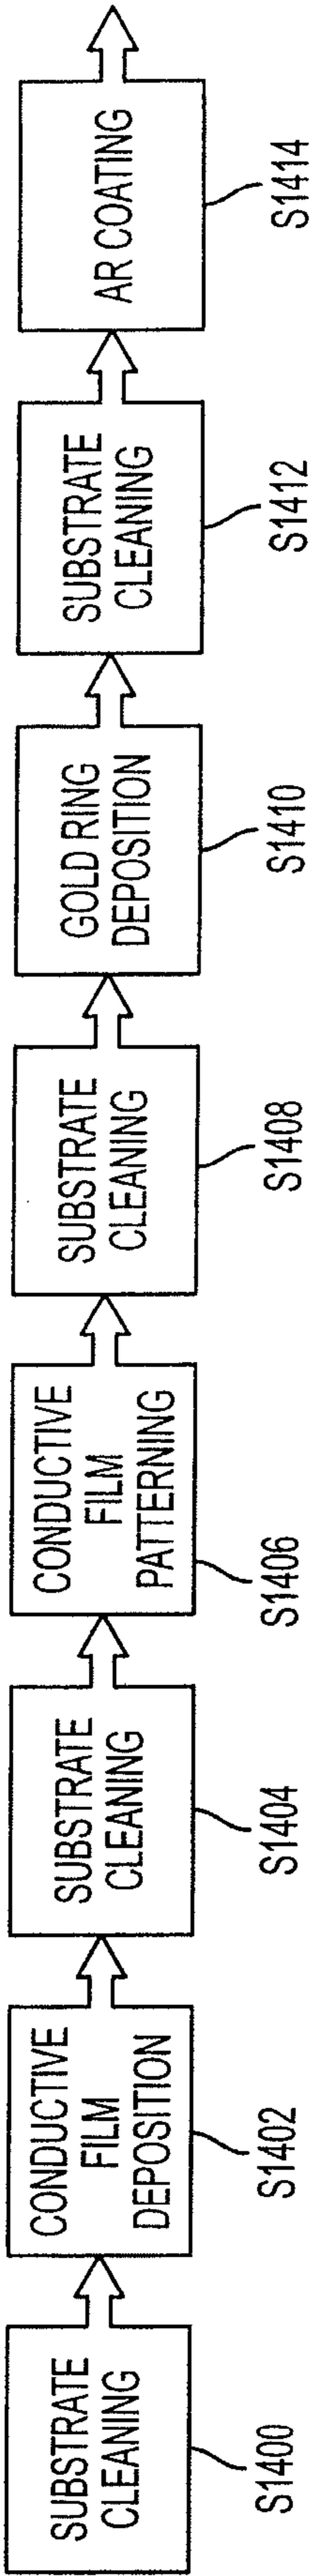 SUBSTRATE
CLEANING
S1400
CONDUCTIVE
FILM
DEPOSITION
S1402
SUBSTRATE
CLEANING
S1404
CONDUCTIVE
FILM
PATTERNING
S1406
SUBSTRATE
CLEANING
S1408
GOLD RING
DEPOSITION
S1410
SUBSTRATE
CLEANING
S1412
AR COATING
S1414